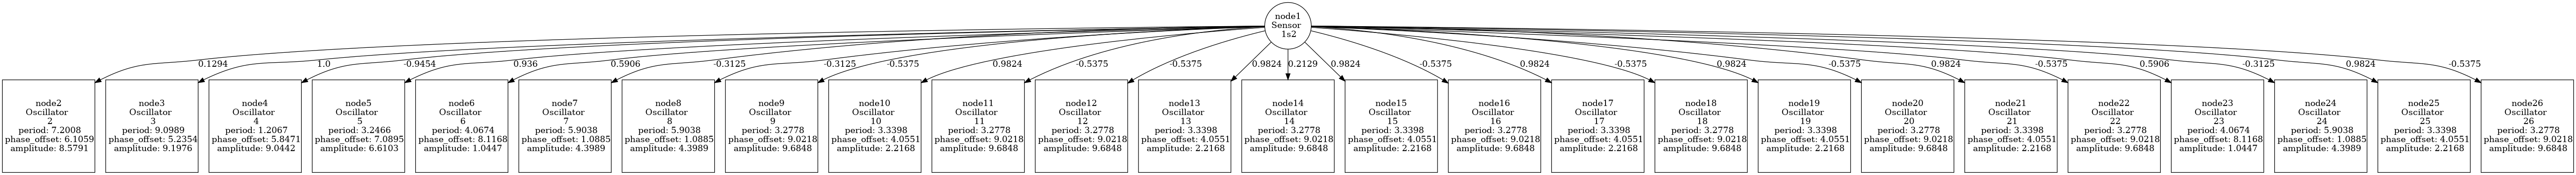 node1
Sensor
1s2
0.1294
1.0
-0.9454
0.936
0.5906
-0.3125
-0.3125
-0.5375
0.9824
-0.5375
-0.5375
0.9824
0.2129
0.9824
-0.5375
0.9824
-0.5375
0.9824
-0.5375
0.9824
-0.5375
0.5906
-0.3125
0.9824
-0.5375
node2
Oscillator
2
period: 7.2008
phase_offset: 6.1059
amplitude: 8.5791
node3
Oscillator
3
period: 9.0989
phase_offset: 5.2354
amplitude: 9.1976
node4
Oscillator
4
period: 1.2067
phase_offset: 5.8471
amplitude: 9.0442
node5
Oscillator
5
period: 3.2466
phase_offset: 7.0895
amplitude: 6.6103
node6
Oscillator
6
period: 4.0674
phase_offset: 8.1168
amplitude: 1.0447
node7
Oscillator
7
period: 5.9038
phase_offset: 1.0885
amplitude: 4.3989
node8
Oscillator
8
period: 5.9038
phase_offset: 1.0885
amplitude: 4.3989
node9
Oscillator
9
period: 3.2778
phase_offset: 9.0218
amplitude: 9.6848
node10
Oscillator
10
period: 3.3398
phase_offset: 4.0551
amplitude: 2.2168
node11
Oscillator
11
period: 3.2778
phase_offset: 9.0218
amplitude: 9.6848
node12
Oscillator
12
period: 3.2778
phase_offset: 9.0218
amplitude: 9.6848
node13
Oscillator
13
period: 3.3398
phase_offset: 4.0551
amplitude: 2.2168
node14
Oscillator
14
period: 3.2778
phase_offset: 9.0218
amplitude: 9.6848
node15
Oscillator
15
period: 3.3398
phase_offset: 4.0551
amplitude: 2.2168
node16
Oscillator
16
period: 3.2778
phase_offset: 9.0218
amplitude: 9.6848
node17
Oscillator
17
period: 3.3398
phase_offset: 4.0551
amplitude: 2.2168
node18
Oscillator
18
period: 3.2778
phase_offset: 9.0218
amplitude: 9.6848
node19
Oscillator
19
period: 3.3398
phase_offset: 4.0551
amplitude: 2.2168
node20
Oscillator
20
period: 3.2778
phase_offset: 9.0218
amplitude: 9.6848
node21
Oscillator
21
period: 3.3398
phase_offset: 4.0551
amplitude: 2.2168
node22
Oscillator
22
period: 3.2778
phase_offset: 9.0218
amplitude: 9.6848
node23
Oscillator
23
period: 4.0674
phase_offset: 8.1168
amplitude: 1.0447
node24
Oscillator
24
period: 5.9038
phase_offset: 1.0885
amplitude: 4.3989
node25
Oscillator
25
period: 3.3398
phase_offset: 4.0551
amplitude: 2.2168
node26
Oscillator
26
period: 3.2778
phase_offset: 9.0218
amplitude: 9.6848